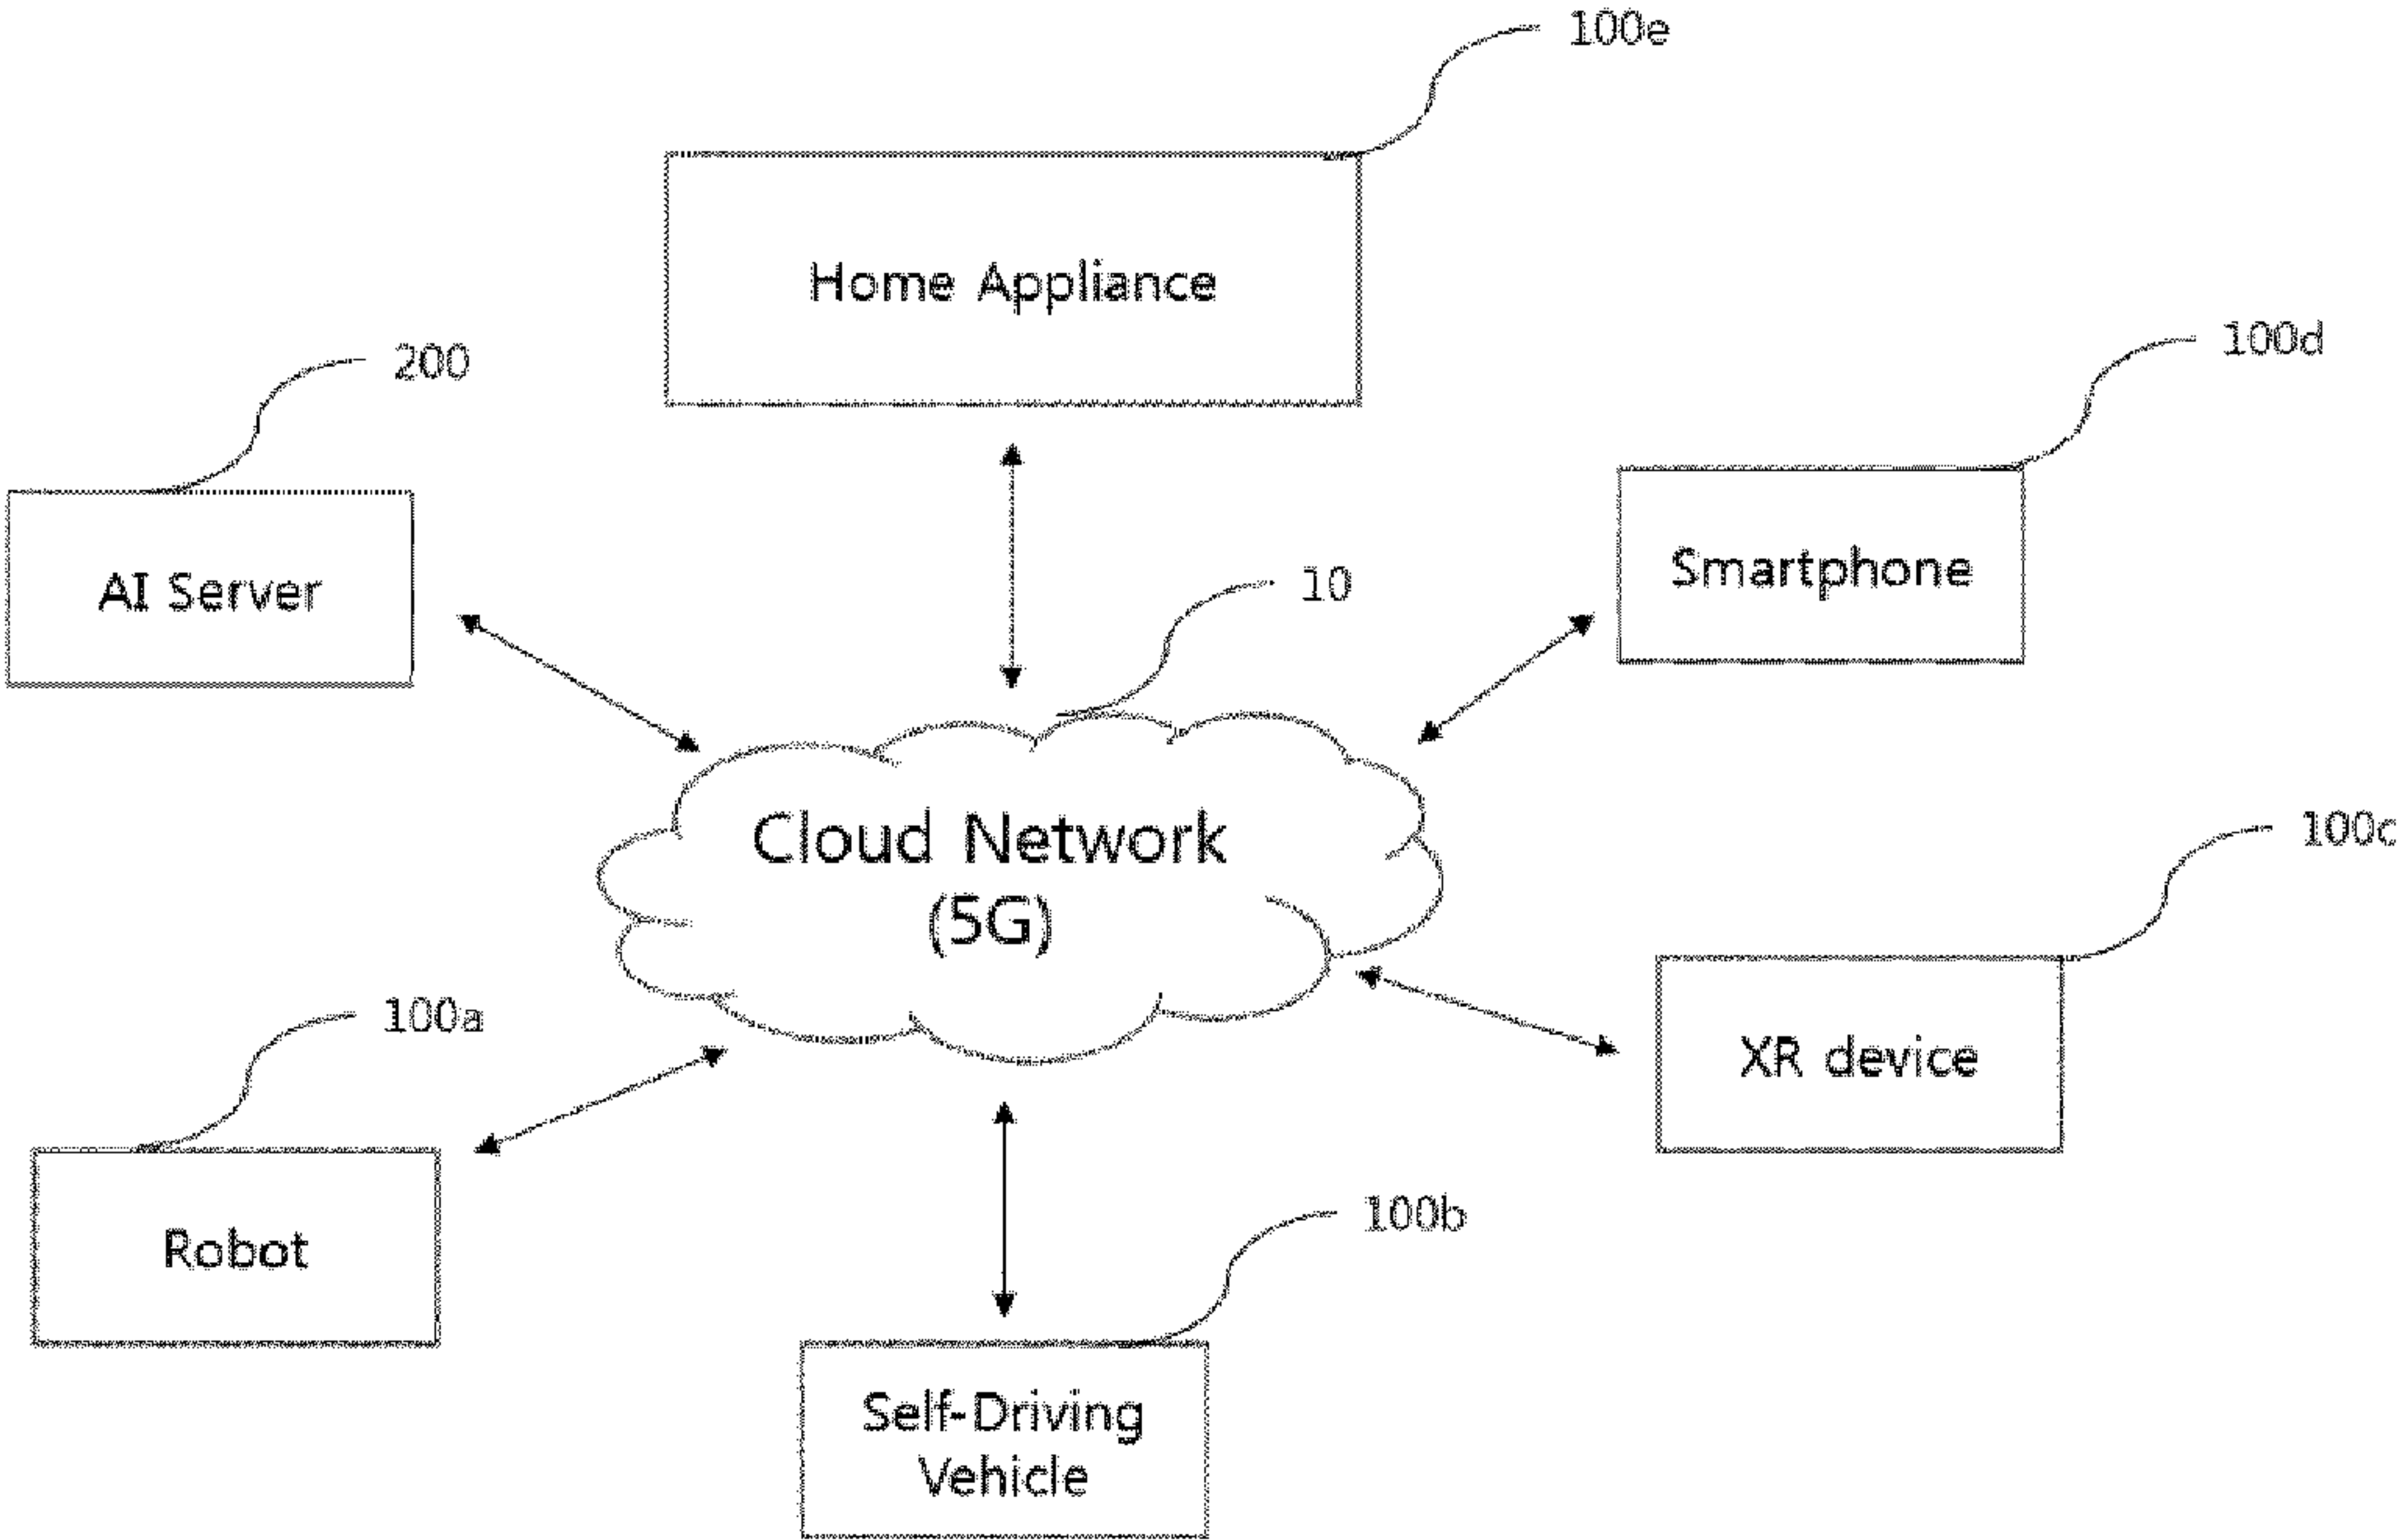 100e
Home Appliance
100d
200
Smartphone
AI Server
10
Cloud Network
(5G)
100c
XR device
100a
Robot
100b
Self-Driving
Vehicle